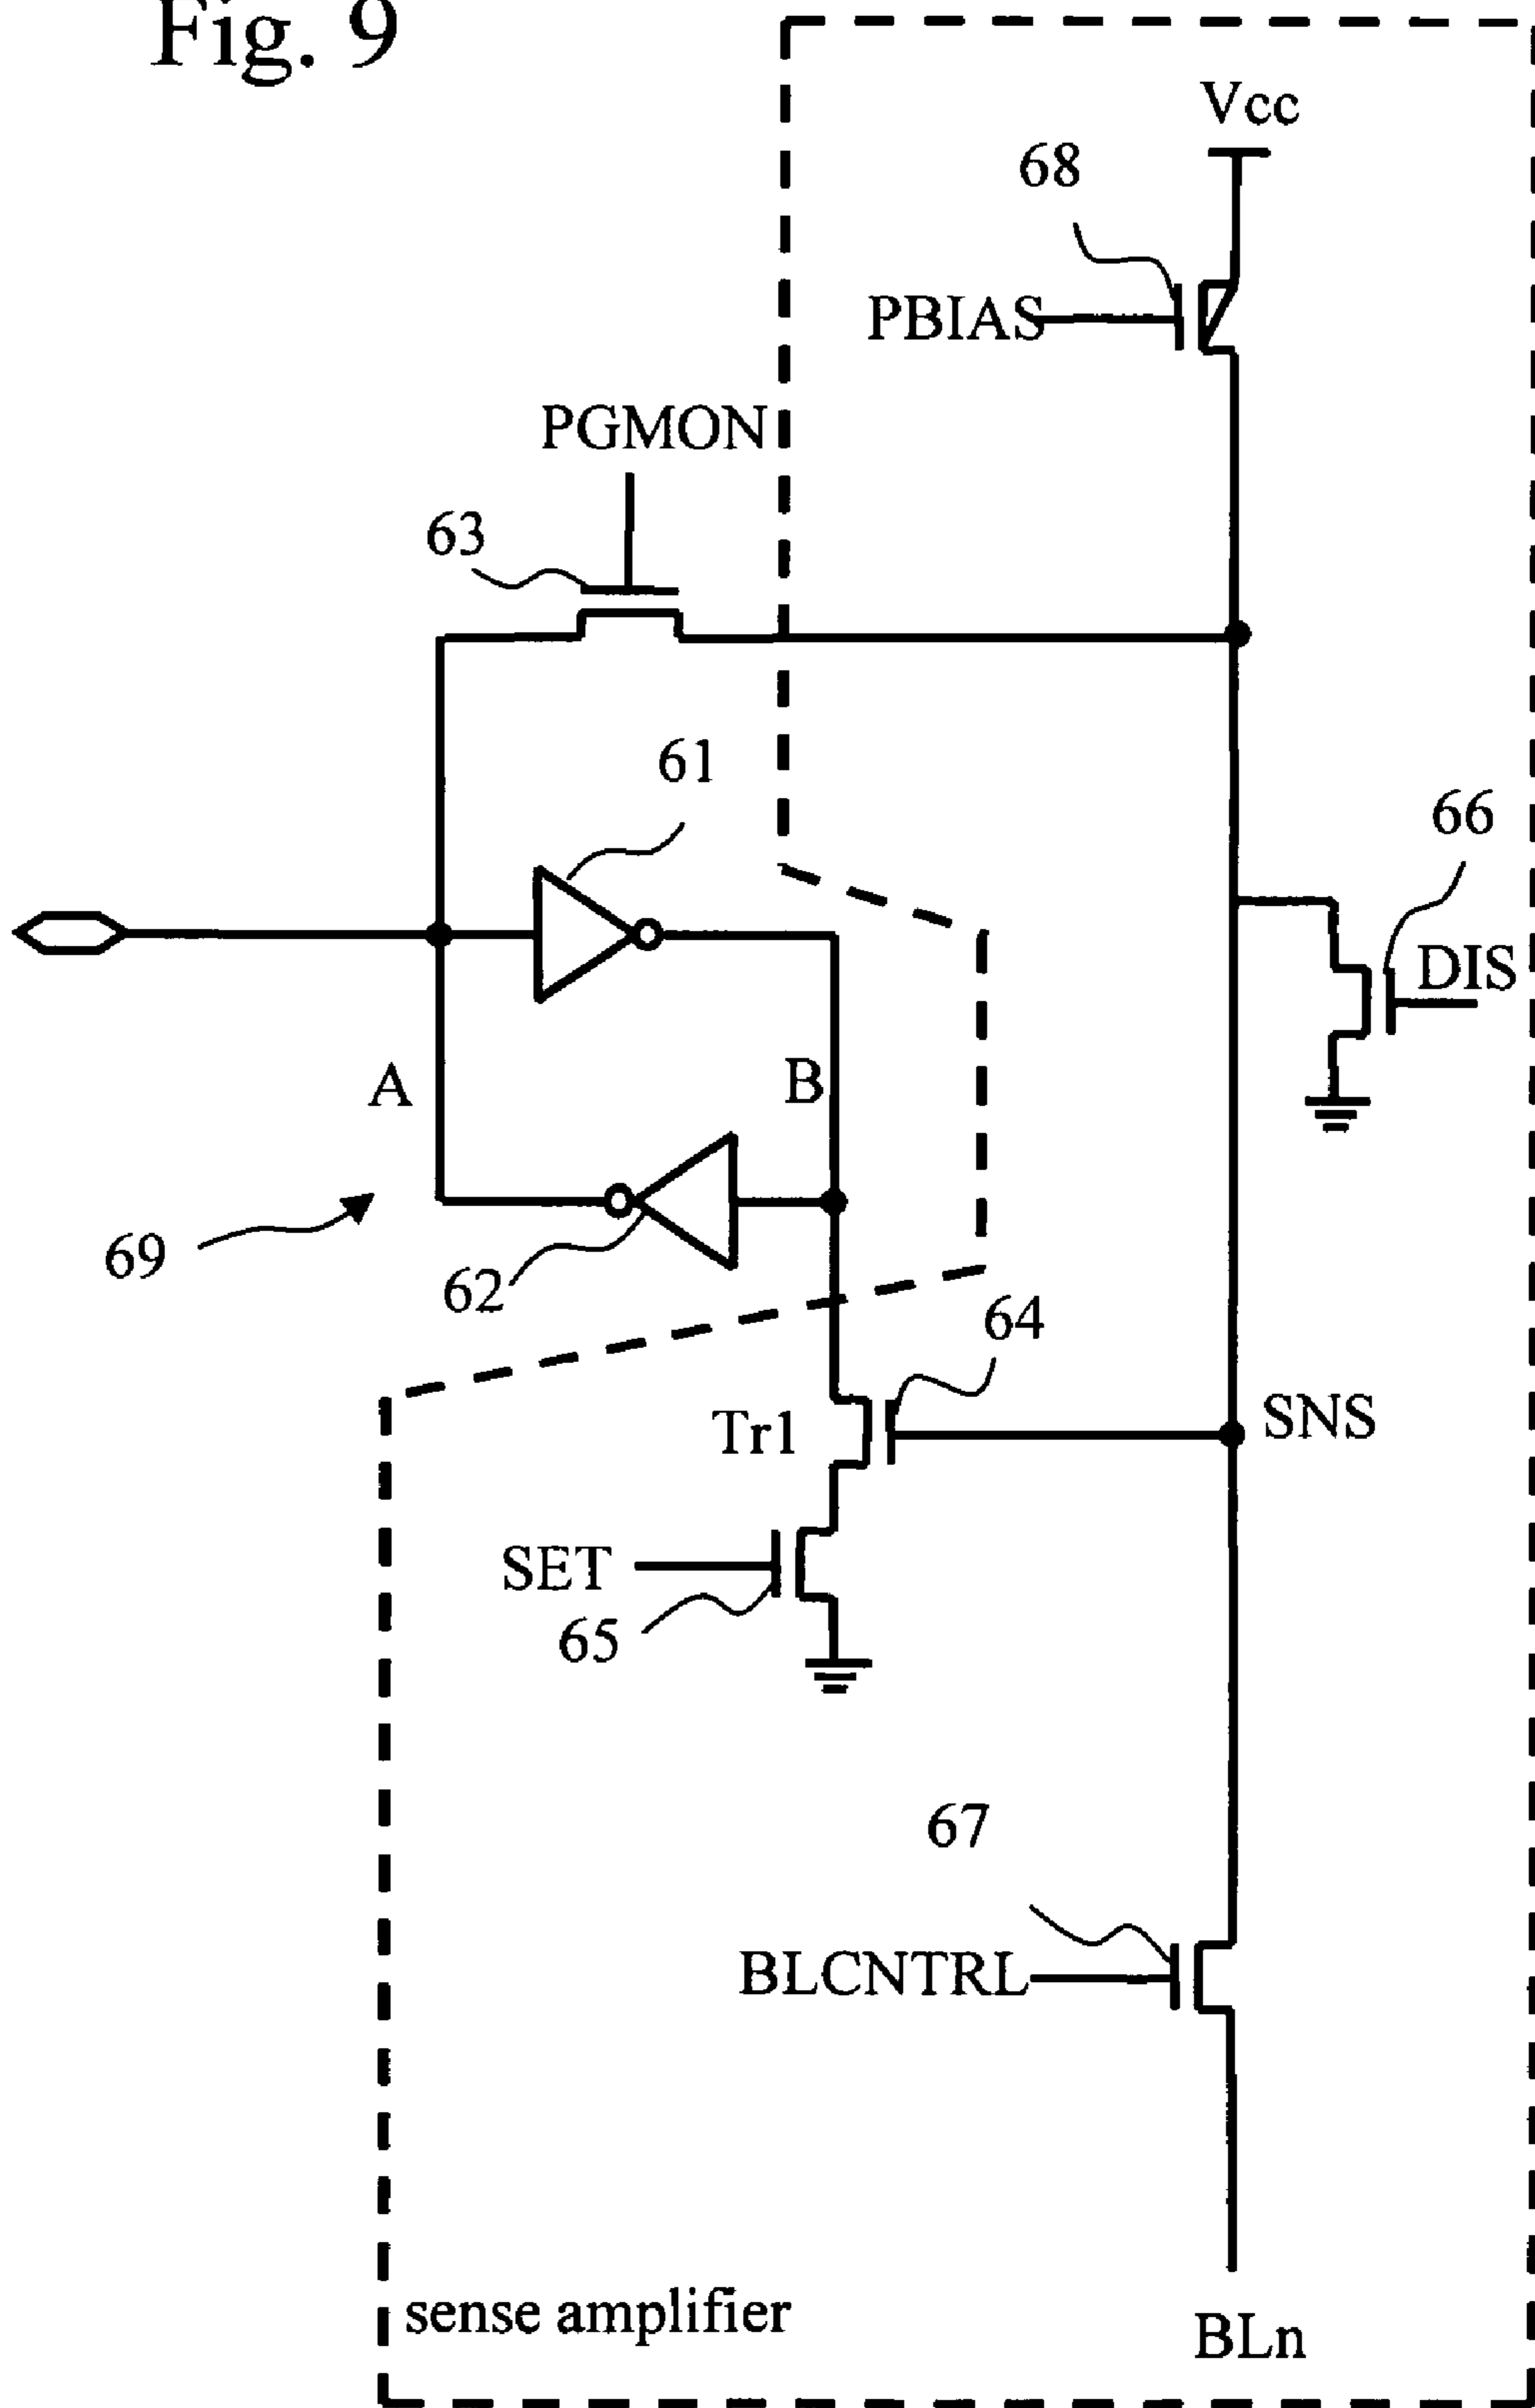 Fig. 9
Vcc
68
PBIAS
PGMON
63
61
66
DIS
A
B
69
62
64
Tr1
SNS
SET
65
67
BLCNTRL
sense amplifier
BLn